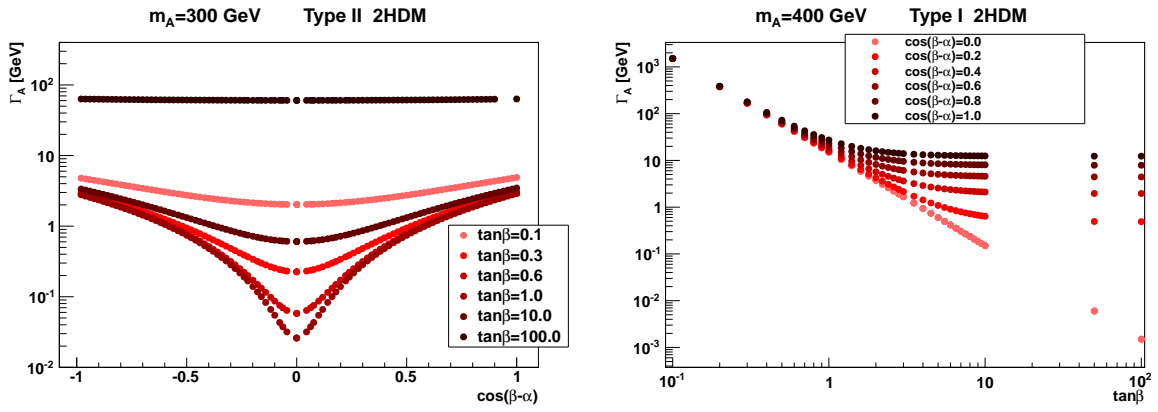 m_A=300 GeV Type II 2HDM
Γ_A [GeV]
10^2
10
1
10^-1
10^-2
tanβ=0.1
tanβ=0.3
tanβ=0.6
tanβ=1.0
tanβ=10.0
tanβ=100.0
-1 -0.5 0 0.5 1
cos(β-α)
m_A=400 GeV Type I 2HDM
Γ_A [GeV]
cos(β-α)=0.0
cos(β-α)=0.2
cos(β-α)=0.4
cos(β-α)=0.6
cos(β-α)=0.8
cos(β-α)=1.0
10^3
10^2
10
1
10^-1
10^-2
10^-3
10^-1 1 10 10^2
tanβ